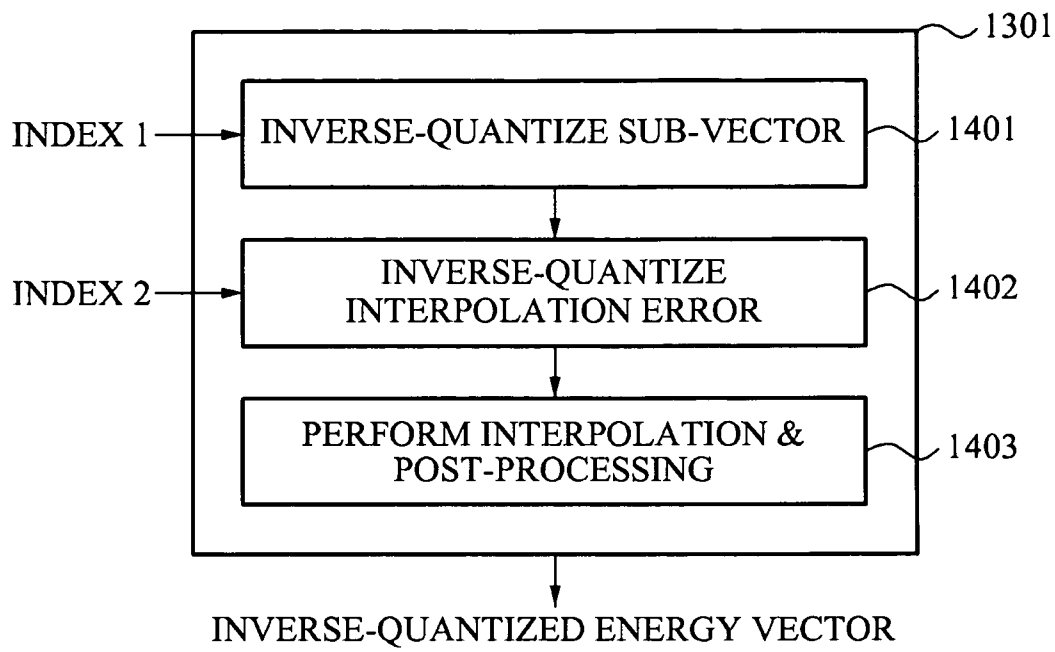 1301
INDEX 1
INVERSE-QUANTIZE SUB-VECTOR
1401
INDEX 2
INVERSE-QUANTIZE
INTERPOLATION ERROR
1402
PERFORM INTERPOLATION &
POST-PROCESSING
1403
INVERSE-QUANTIZED ENERGY VECTOR